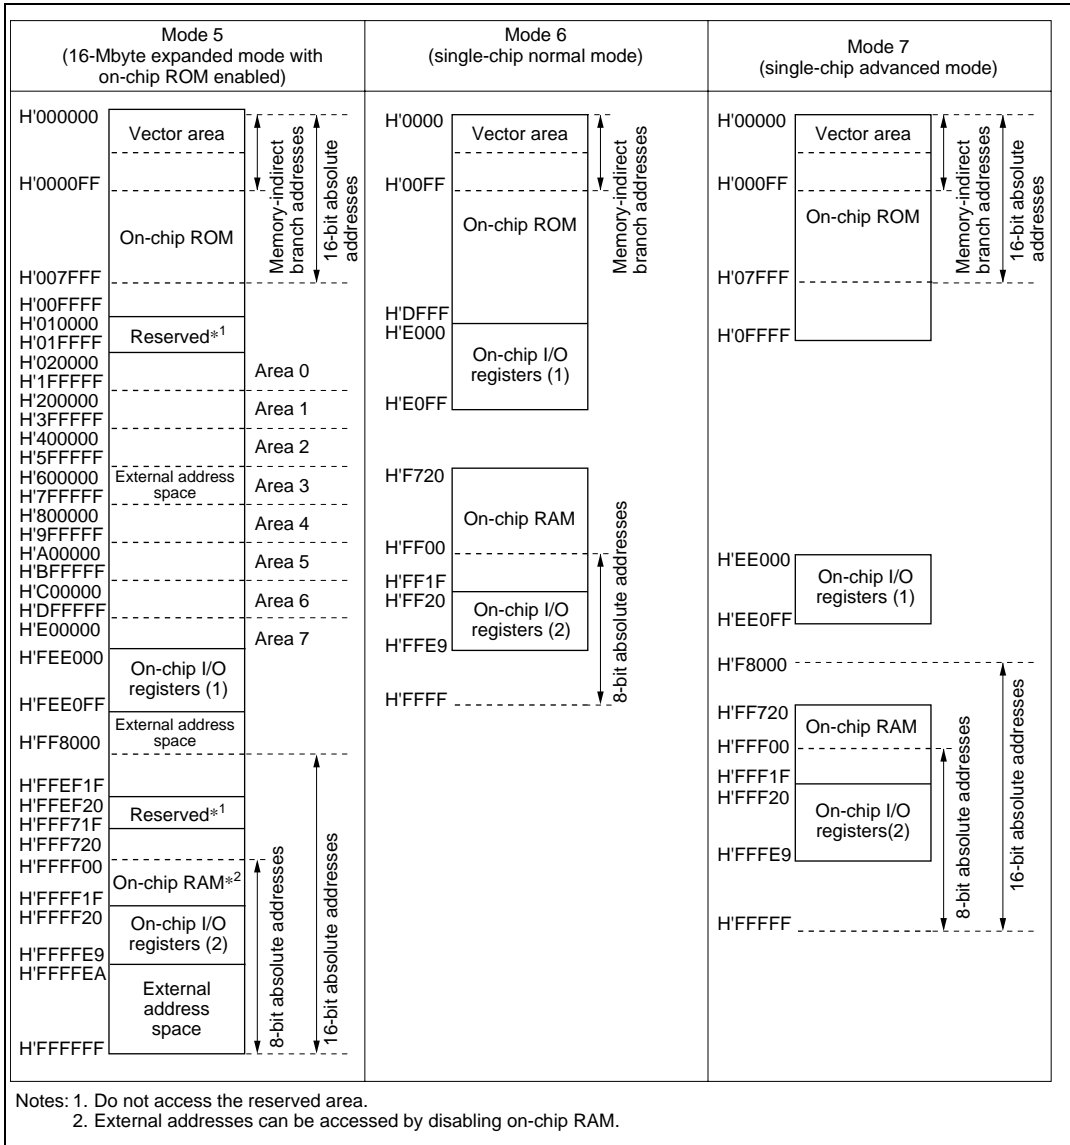 Mode 5
(16-Mbyte expanded mode with
on-chip ROM enabled)
H'000000
Vector area
H'0000FF
On-chip ROM
H'007FFF
H'00FFFF
H'010000
Reserved*1
H'01FFFF
H'020000
Area 0
H'1FFFFF
H'200000
Area 1
H'3FFFFF
H'400000
Area 2
H'5FFFFF
H'600000
External address
space
Area 3
H'7FFFFF
H'800000
Area 4
H'9FFFFF
H'A00000
Area 5
H'BFFFFF
H'C00000
Area 6
H'DFFFFF
H'E00000
Area 7
H'FEE000
On-chip I/O
registers (1)
H'FEE0FF
External address
space
H'FF8000
H'FFEF1F
H'FFEF20
Reserved*1
H'FFF71F
H'FFF720
H'FFFF00
On-chip RAM*2
H'FFFF1F
H'FFFF20
On-chip I/O
registers (2)
H'FFFFE9
H'FFFFEA
External
address
space
H'FFFFFF
Memory-indirect
branch addresses
16-bit absolute
addresses
8-bit absolute addresses
16-bit absolute addresses
Mode 6
(single-chip normal mode)
H'0000
Vector area
H'00FF
On-chip ROM
H'DFFF
H'E000
On-chip I/O
registers (1)
H'E0FF
H'F720
On-chip RAM
H'FF00
H'FF1F
H'FF20
On-chip I/O
registers (2)
H'FFE9
H'FFFF
Memory-indirect
branch addresses
8-bit absolute addresses
Mode 7
(single-chip advanced mode)
H'00000
Vector area
H'000FF
On-chip ROM
H'07FFF
H'0FFFF
H'EE000
On-chip I/O
registers (1)
H'EE0FF
H'F8000
H'FF720
On-chip RAM
H'FFF00
H'FFF1F
H'FFF20
On-chip I/O
registers(2)
H'FFFE9
H'FFFFF
Memory-indirect
branch addresses
16-bit absolute
addresses
8-bit absolute addresses
16-bit absolute addresses
Notes: 1. Do not access the reserved area.
2. External addresses can be accessed by disabling on-chip RAM.